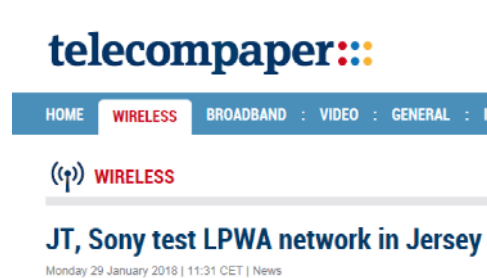 telecompaper
HOME WIRELESS BROADBAND : VIDEO : GENERAL :
WIRELESS
JT, Sony test LPWA network in Jersey
Monday 29 January 2018 | 11:31 CET | News